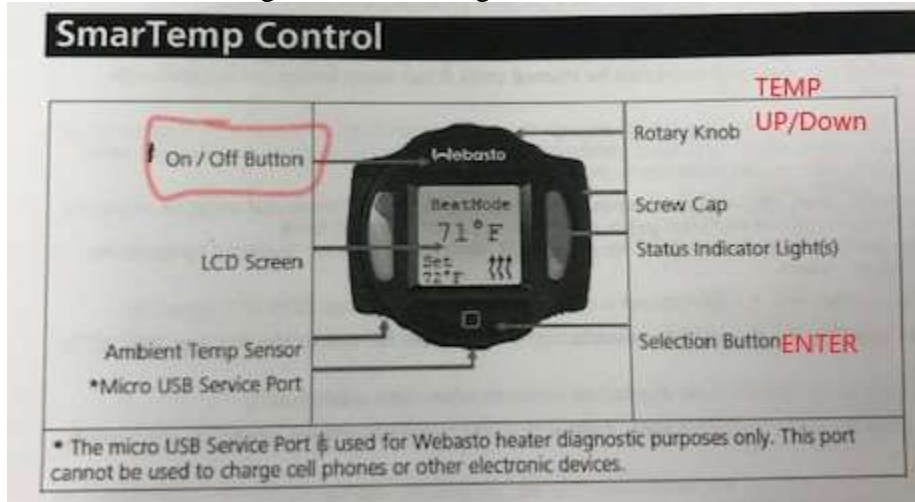 SmarTemp Control
TEMP
UP/Down
On / Off Button
Rotary Knob
Webasto
Screw Cap
HeatMode
71°F
LCD Screen
Status Indicator Light(s)
Set
72°F
Ambient Temp Sensor
Selection Button ENTER
*Micro USB Service Port
* The micro USB Service Port is used for Webasto heater diagnostic purposes only. This port
cannot be used to charge cell phones or other electronic devices.